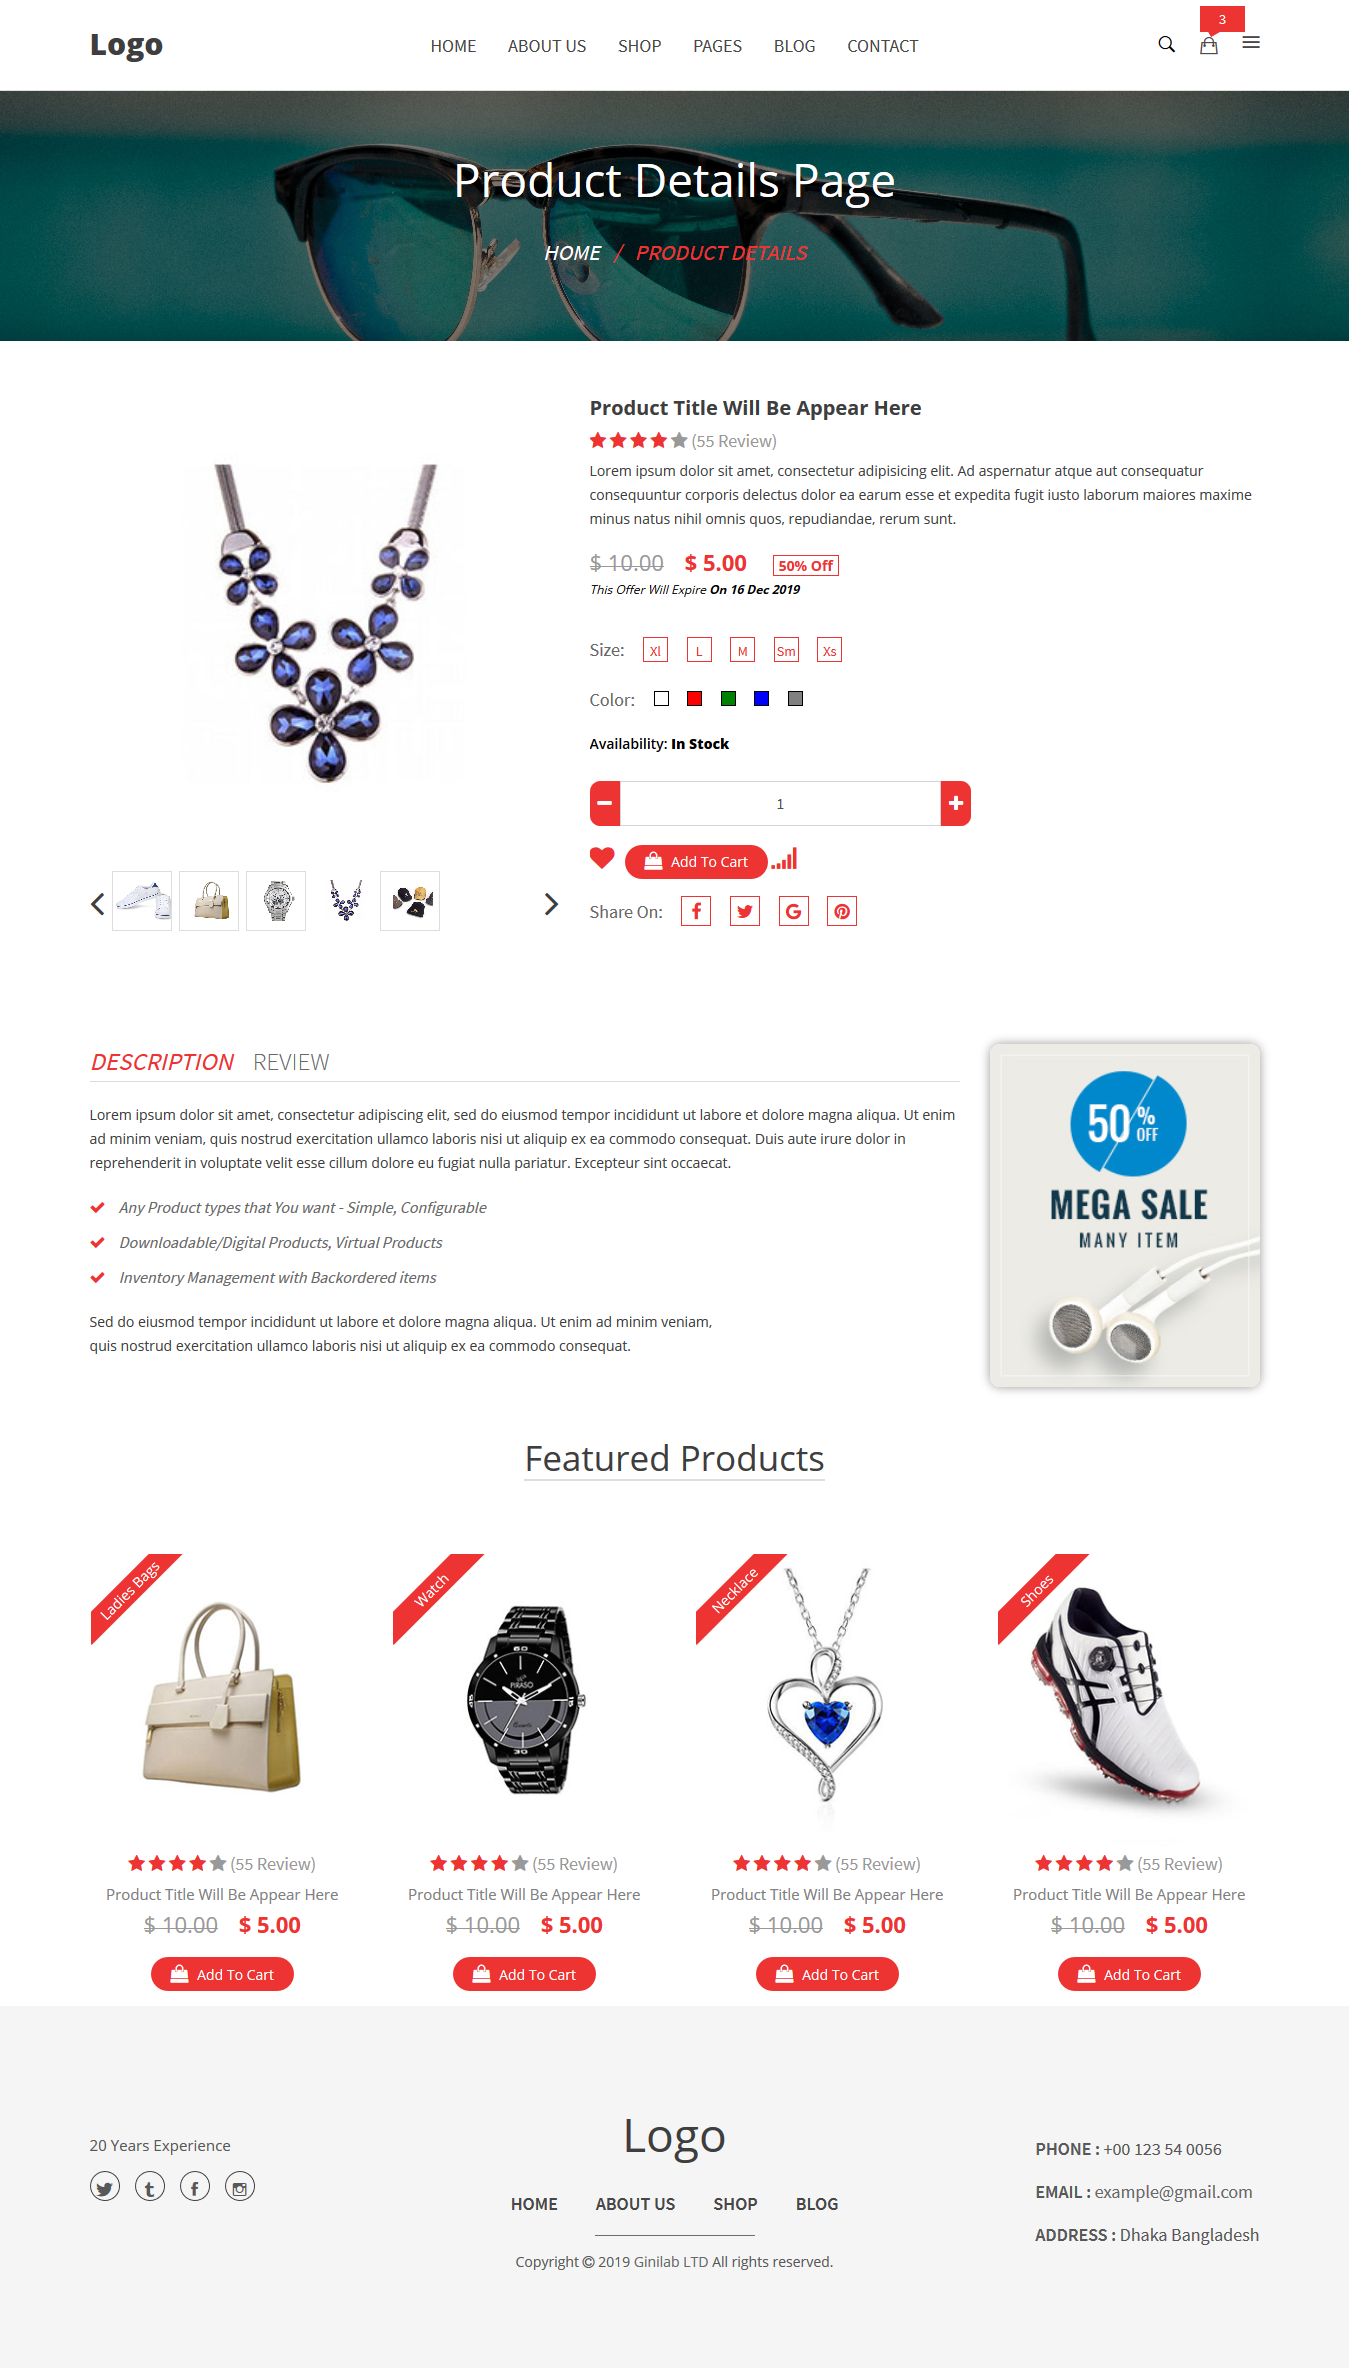 Logo
HOME ABOUT US SHOP PAGES BLOG CONTACT
3
Product Details Page
HOME / PRODUCT DETAILS
Product Title Will Be Appear Here
(55 Review)
Lorem ipsum dolor sit amet, consectetur adipisicing elit. Ad aspernatur atque aut consequatur
consequuntur corporis delectus dolor ea earum esse et expedita fugit iusto laborum maiores maxime
minus natus nihil omnis quos, repudiandae, rerum sunt.
$ 10.00 $ 5.00 50% Off
This Offer Will Expire On 16 Dec 2019
Size: Xl L M Sm Xs
Color:
Availability: In Stock
1
Add To Cart
Share On:
DESCRIPTION REVIEW
Lorem ipsum dolor sit amet, consectetur adipiscing elit, sed do eiusmod tempor incididunt ut labore et dolore magna aliqua. Ut enim
ad minim veniam, quis nostrud exercitation ullamco laboris nisi ut aliquip ex ea commodo consequat. Duis aute irure dolor in
reprehenderit in voluptate velit esse cillum dolore eu fugiat nulla pariatur. Excepteur sint occaecat.
Any Product types that You want - Simple, Configurable
Downloadable/Digital Products, Virtual Products
Inventory Management with Backordered items
Sed do eiusmod tempor incididunt ut labore et dolore magna aliqua. Ut enim ad minim veniam,
quis nostrud exercitation ullamco laboris nisi ut aliquip ex ea commodo consequat.
50% OFF
MEGA SALE
MANY ITEM
Featured Products
Ladies Bags
Watch
Necklace
Shoes
60
PIRASO
30
(55 Review) (55 Review) (55 Review) (55 Review)
Product Title Will Be Appear Here Product Title Will Be Appear Here Product Title Will Be Appear Here Product Title Will Be Appear Here
$ 10.00 $ 5.00 $ 10.00 $ 5.00 $ 10.00 $ 5.00 $ 10.00 $ 5.00
Add To Cart Add To Cart Add To Cart Add To Cart
20 Years Experience
Logo
HOME ABOUT US SHOP BLOG
Copyright © 2019 Ginilab LTD All rights reserved.
PHONE : +00 123 54 0056
EMAIL : example@gmail.com
ADDRESS : Dhaka Bangladesh